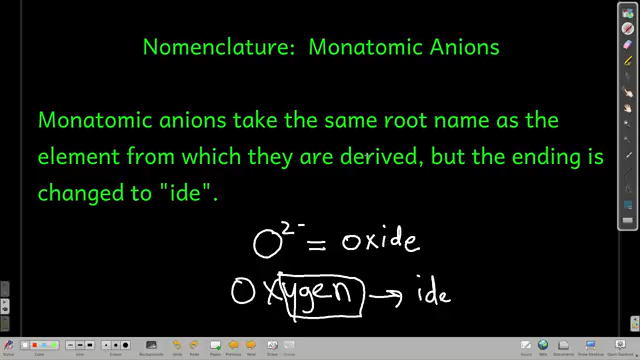 Nomenclature: Monatomic Anions
Monatomic anions take the same root name as the
element from which they are derived, but the ending is
changed to "ide".
O²⁻ = oxide
oxygen → ide